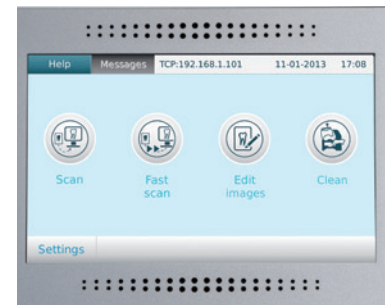 Help Messages TCP:192.168.1.101 11-01-2013 17:08
Scan Fast scan Edit images Clean
Settings